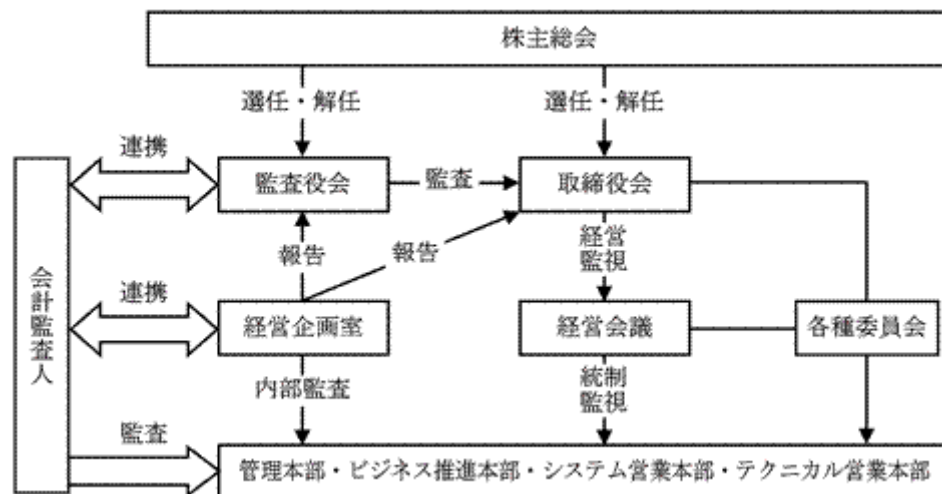 株主総会
選任・解任
選任・解任
連携
監査役会
監査
取締役会
報告
報告
経営
監視
会計監査人
連携
経営企画室
経営会議
各種委員会
内部監査
統制
監視
監査
管理本部・ビジネス推進本部・システム営業本部・テクニカル営業本部